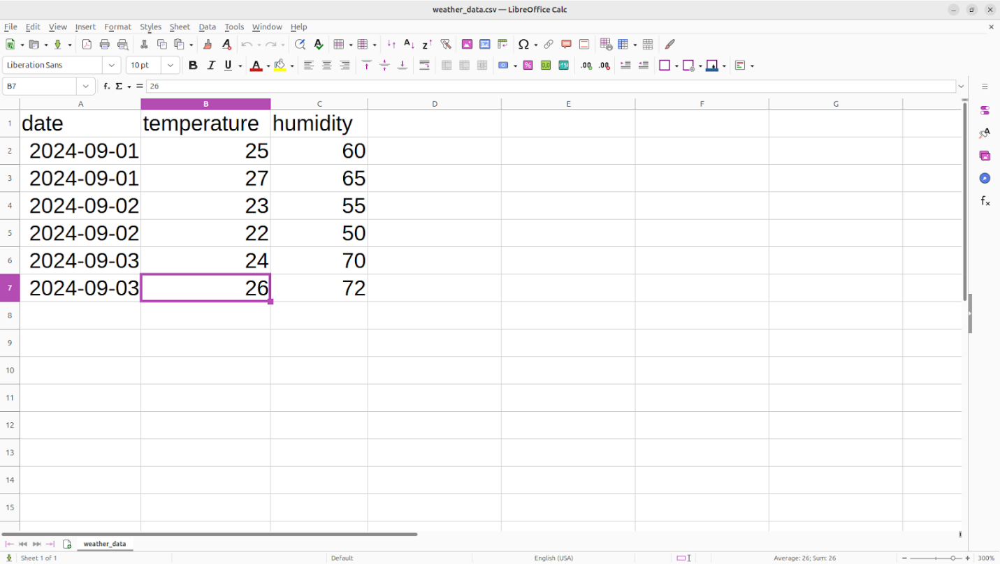 weather_data.csv — LibreOffice Calc
File Edit View Insert Format Styles Sheet Data Tools Window Help
Liberation Sans 10 pt
B7 26
A B C D E F G
1 date temperature humidity
2 2024-09-01 25 60
3 2024-09-01 27 65
4 2024-09-02 23 55
5 2024-09-02 22 50
6 2024-09-03 24 70
7 2024-09-03 26 72
8
9
10
11
12
13
14
15
weather_data
Sheet 1 of 1 Default English (USA) Average: 26; Sum: 26 300%